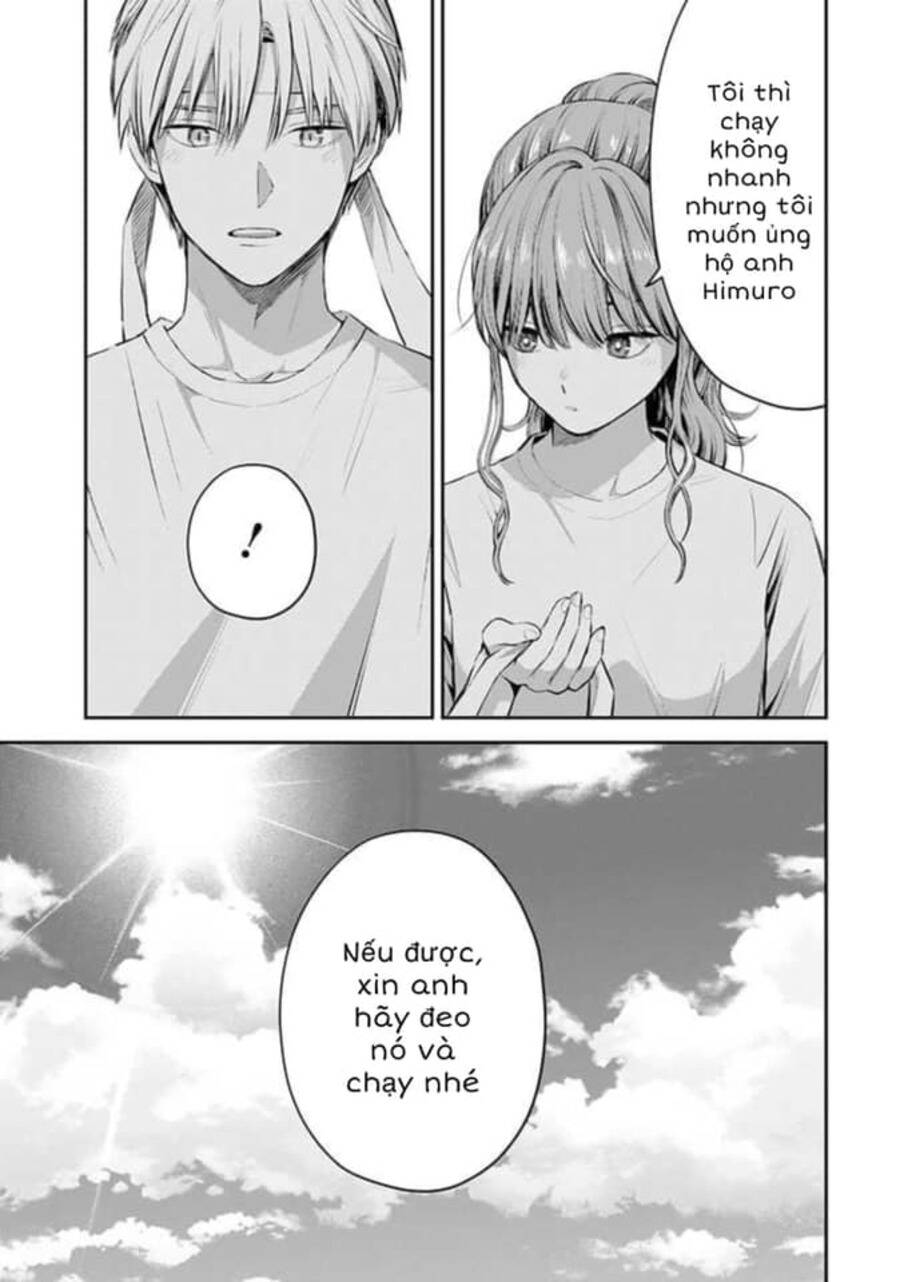 Tôi thì
chạy
không
nhanh
nhưng tôi
muốn ủng
hộ anh
Himuro
!
Nếu được,
xin anh
hãy đeo
nó và
chạy nhé